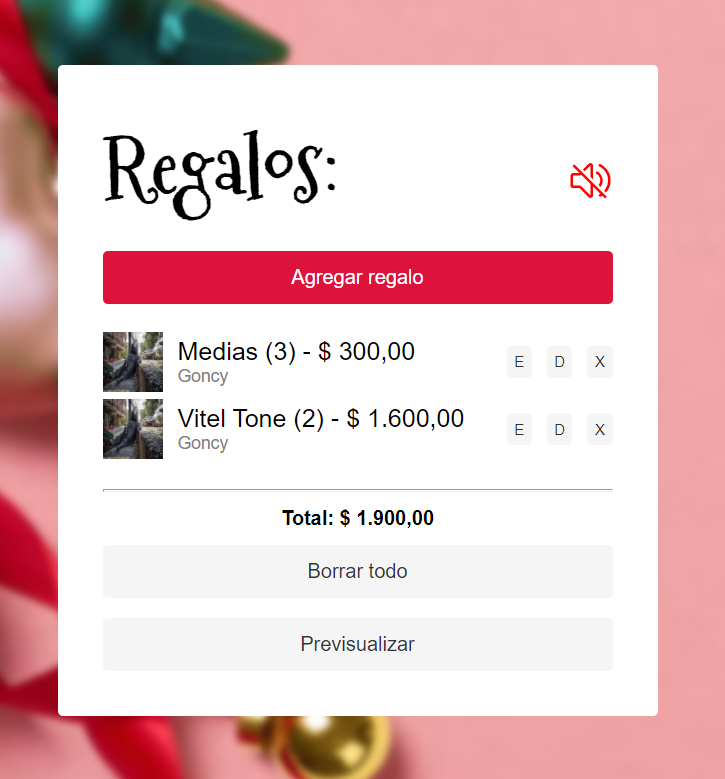 Regalos:
Agregar regalo
Medias (3) - $ 300,00
Goncy
E D X
Vitel Tone (2) - $ 1.600,00
Goncy
E D X
Total: $ 1.900,00
Borrar todo
Previsualizar